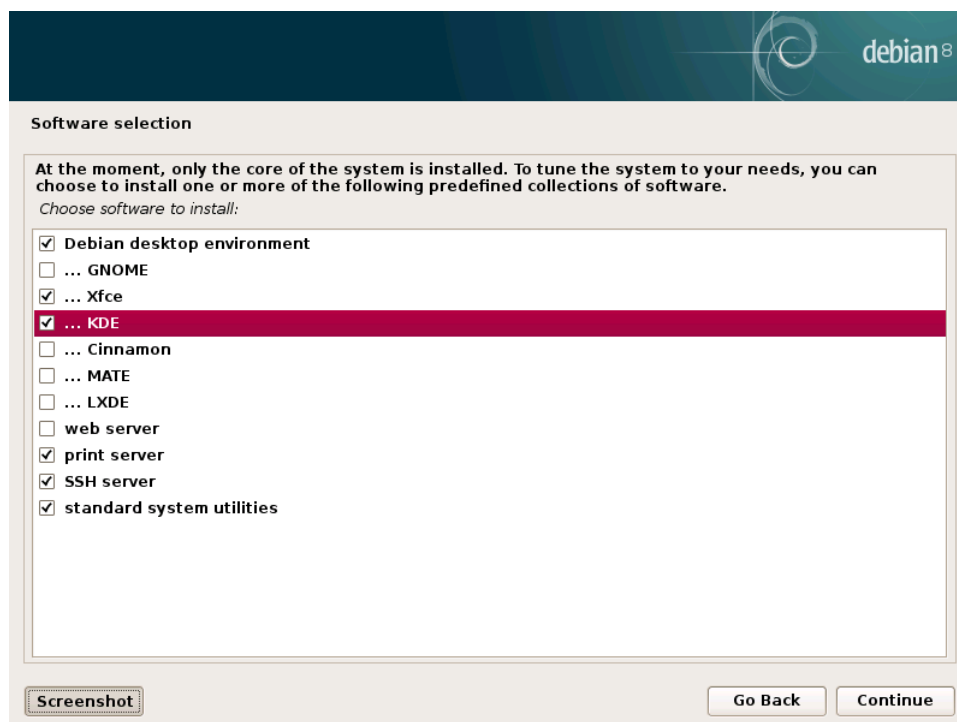 debian 8
Software selection
At the moment, only the core of the system is installed. To tune the system to your needs, you can
choose to install one or more of the following predefined collections of software.
Choose software to install:
Debian desktop environment
... GNOME
... Xfce
... KDE
... Cinnamon
... MATE
... LXDE
web server
print server
SSH server
standard system utilities
Screenshot
Go Back
Continue